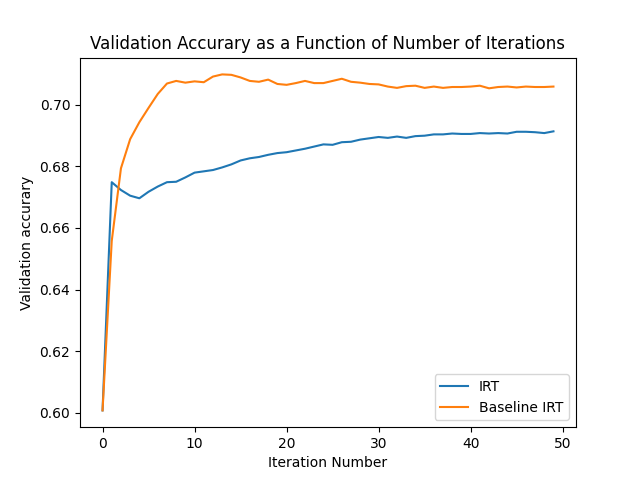 Validation Accurary as a Function of Number of Iterations
Validation accurary
0.70
0.68
0.66
0.64
0.62
0.60
0
10
20
30
40
50
Iteration Number
IRT
Baseline IRT